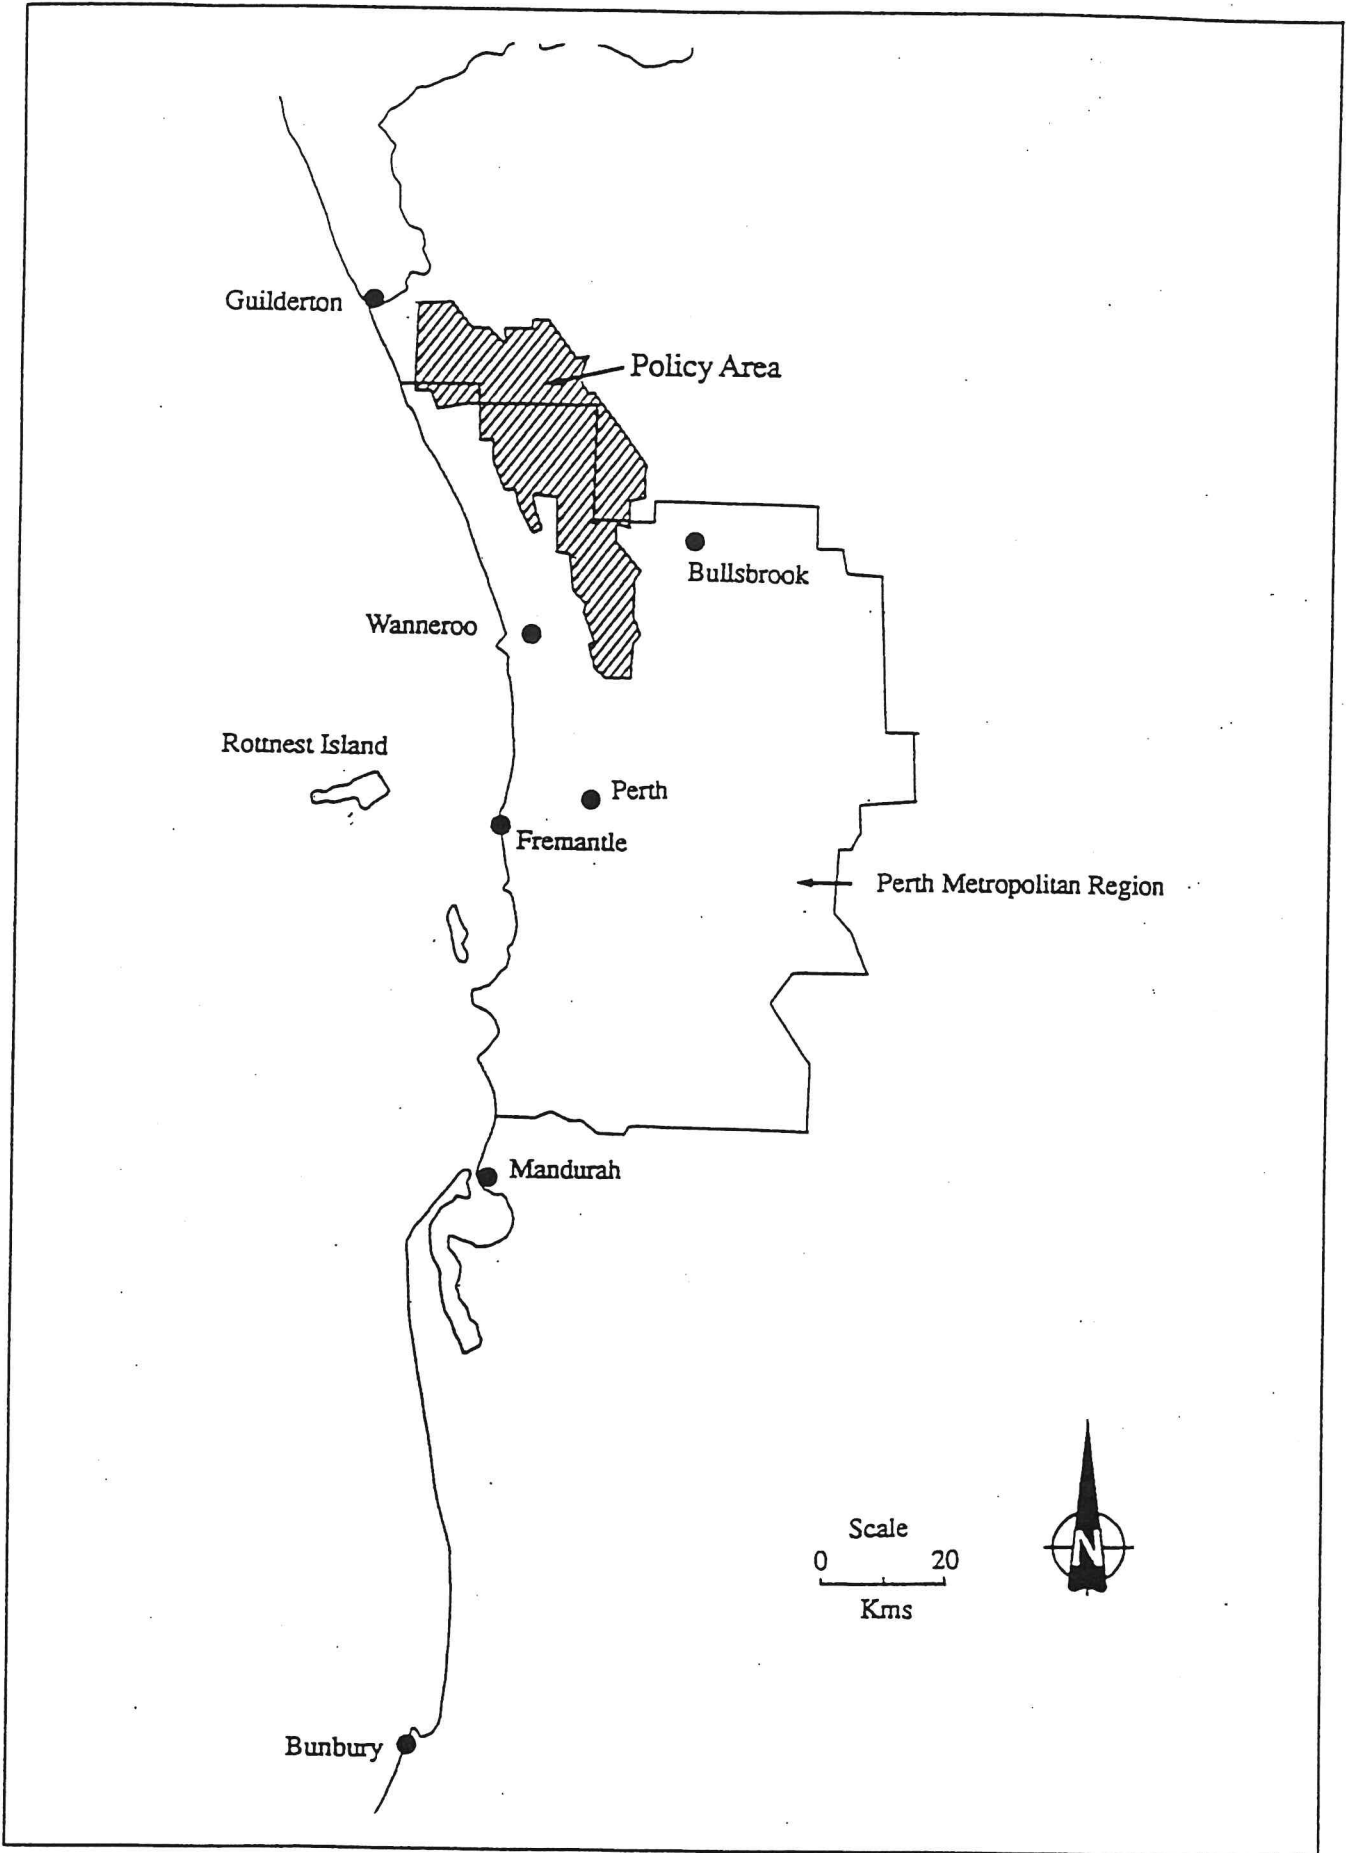 Guilderton
Policy Area
Bullsbrook
Wanneroo
Rottnest Island
Perth
Fremantle
Perth Metropolitan Region
Mandurah
Scale
0 20
Kms
N
Bunbury